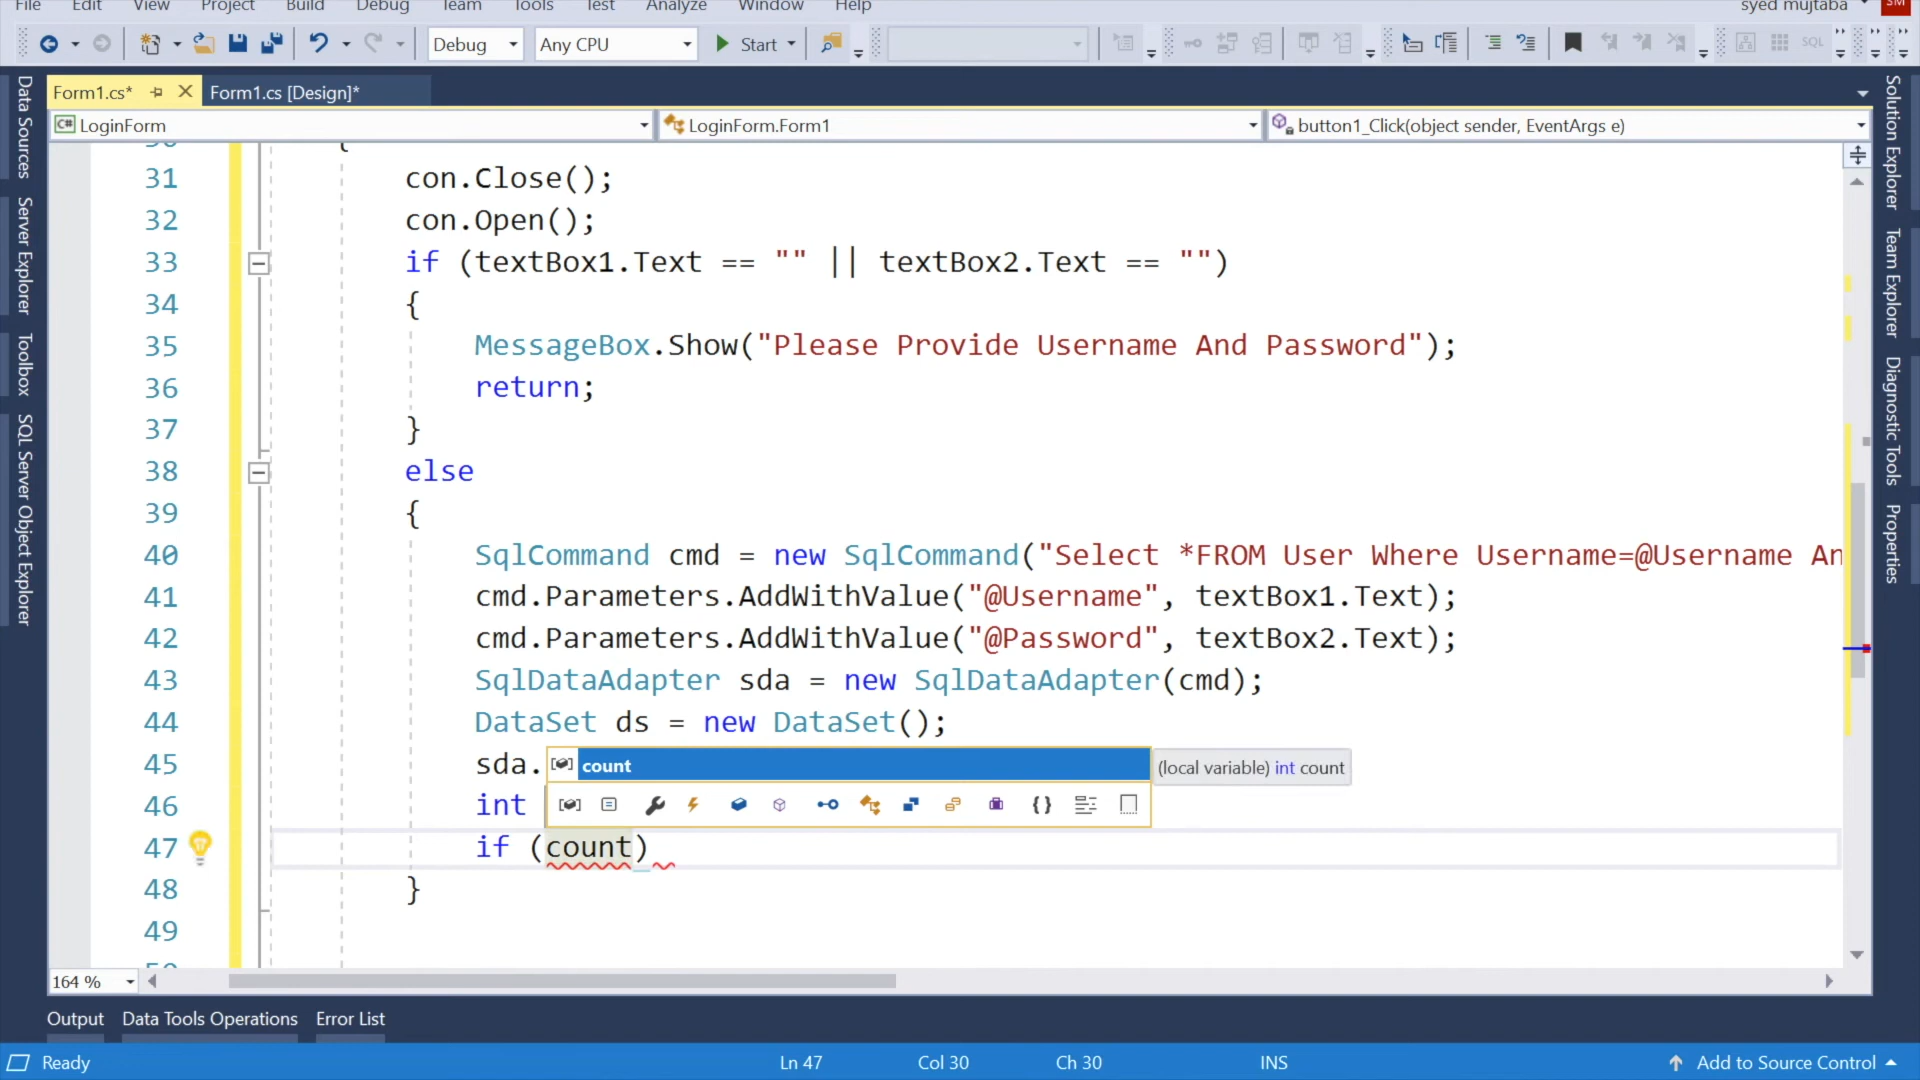 File Edit View Project Build Debug Team Tools Test Analyze Window Help syed mujtaba SM
Debug Any CPU Start SQL
Form1.cs* Form1.cs [Design]*
LoginForm LoginForm.Form1 button1_Click(object sender, EventArgs e)
Data Sources
Server Explorer
Toolbox
SQL Server Object Explorer
30 {
31 con.Close();
32 con.Open();
33 if (textBox1.Text == "" || textBox2.Text == "")
34 {
35 MessageBox.Show("Please Provide Username And Password");
36 return;
37 }
38 else
39 {
40 SqlCommand cmd = new SqlCommand("Select *FROM User Where Username=@Username An
41 cmd.Parameters.AddWithValue("@Username", textBox1.Text);
42 cmd.Parameters.AddWithValue("@Password", textBox2.Text);
43 SqlDataAdapter sda = new SqlDataAdapter(cmd);
44 DataSet ds = new DataSet();
45 sda. count (local variable) int count
46 int
47 if (count)
48 }
49
Solution Explorer
Team Explorer
Diagnostic Tools
Properties
164 %
Output Data Tools Operations Error List
Ready Ln 47 Col 30 Ch 30 INS Add to Source Control